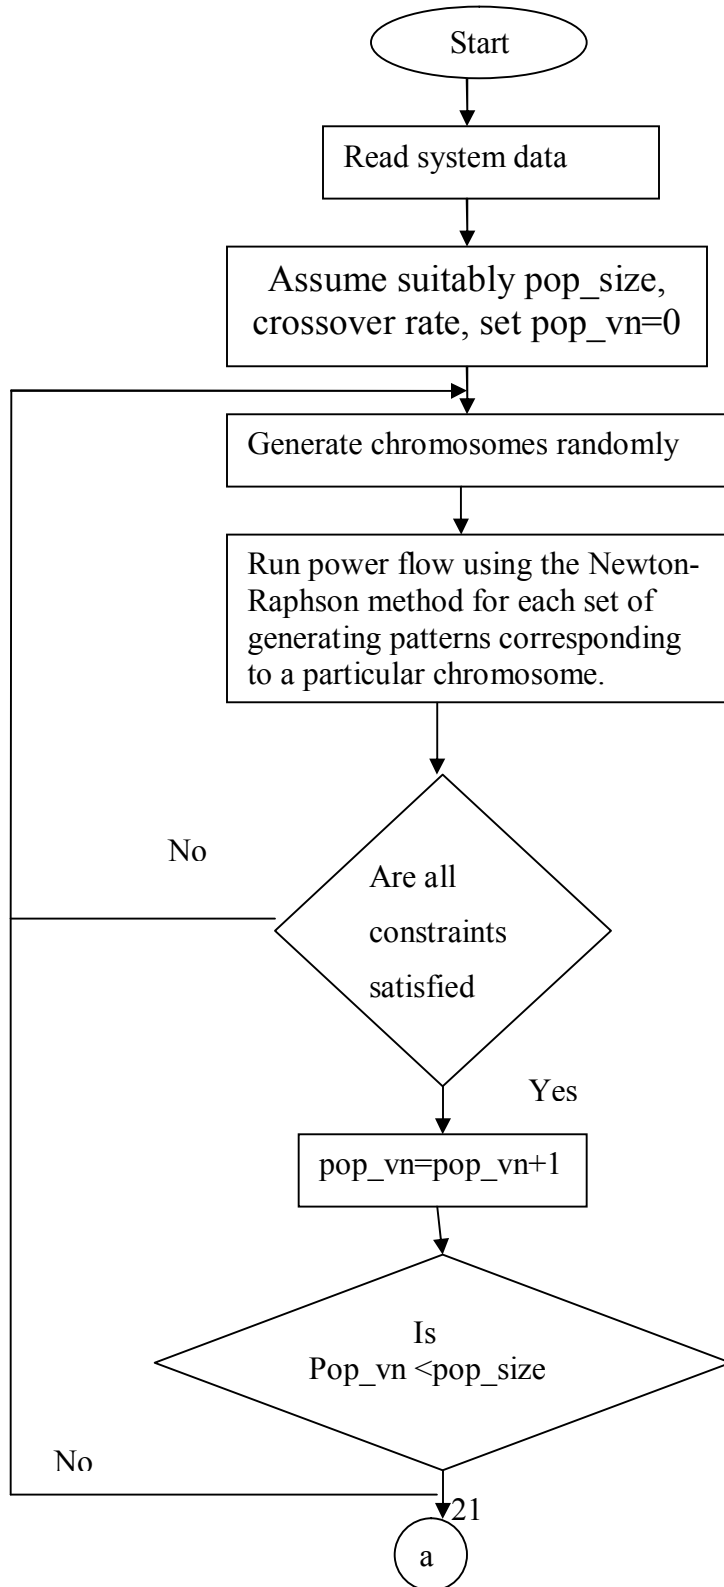 Start
Read system data
Assume suitably pop_size,
crossover rate, set pop_vn=0
Generate chromosomes randomly
Run power flow using the Newton-
Raphson method for each set of
generating patterns corresponding
to a particular chromosome.
No
Are all
constraints
satisfied
Yes
pop_vn=pop_vn+1
Is
Pop_vn <pop_size
No
21
a